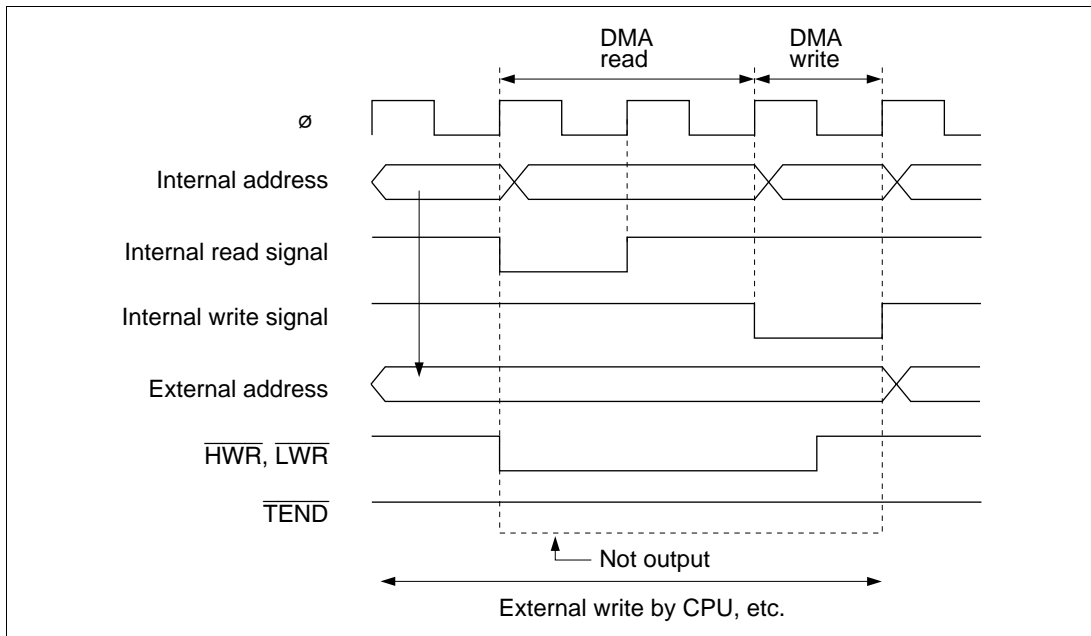 DMA read
DMA write
ø
Internal address
Internal read signal
Internal write signal
External address
HWR, LWR
TEND
Not output
External write by CPU, etc.